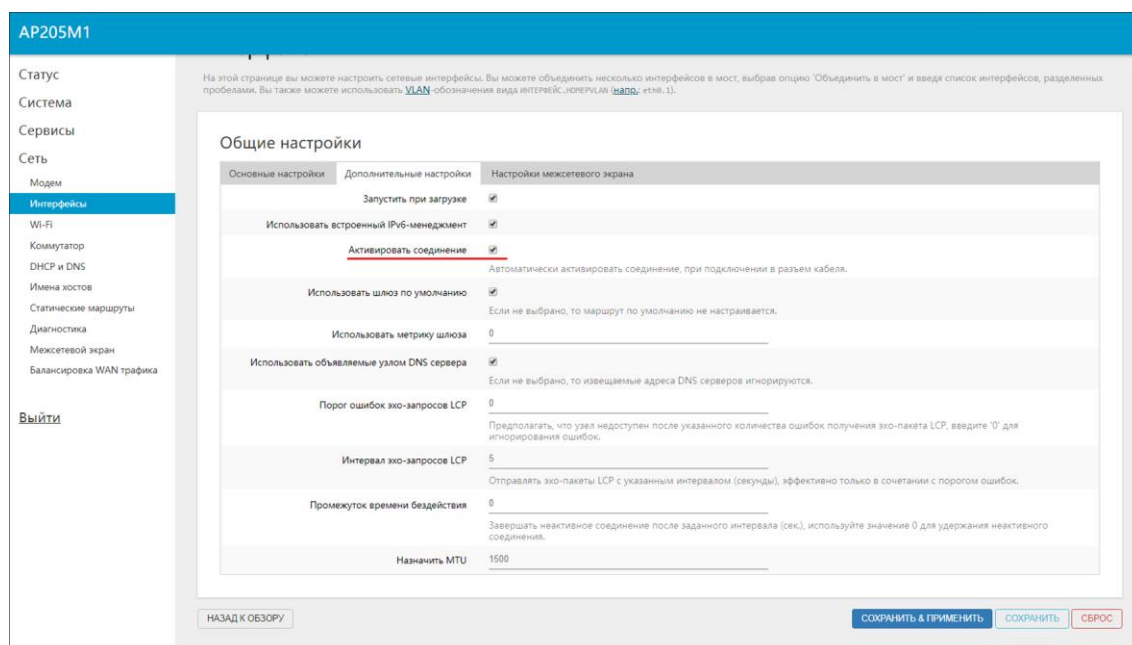 AP205M1
Статус
Система
Сервисы
Сеть
Модем
Интерфейсы
Wi-Fi
Коммутатор
DHCP и DNS
Имена хостов
Статические маршруты
Диагностика
Межсетевой экран
Балансировка WAN трафика
Выйти
На этой странице вы можете настроить сетевые интерфейсы. Вы можете объединить несколько интерфейсов в мост, выбрав опцию 'Объединить в мост' и введя список интерфейсов, разделенных
пробелами. Вы также можете использовать VLAN-обозначения вида ИНТЕРФЕЙС.НОМЕРVLAN (напр.: eth0.1).
Общие настройки
Основные настройки Дополнительные настройки Настройки межсетевого экрана
Запустить при загрузке
Использовать встроенный IPv6-менеджмент
Активировать соединение
Автоматически активировать соединение, при подключении в разъем кабеля.
Использовать шлюз по умолчанию
Если не выбрано, то маршрут по умолчанию не настраивается.
Использовать метрику шлюза 0
Использовать объявляемые узлом DNS сервера
Если не выбрано, то извещаемые адреса DNS серверов игнорируются.
Порог ошибок эхо-запросов LCP 0
Предполагать, что узел недоступен после указанного количества ошибок получения эхо-пакета LCP, введите '0' для
игнорирования ошибок.
Интервал эхо-запросов LCP 5
Отправлять эхо-пакеты LCP с указанным интервалом (секунды), эффективно только в сочетании с порогом ошибок.
Промежуток времени бездействия 0
Завершать неактивное соединение после заданного интервала (сек.), используйте значение 0 для удержания неактивного
соединения.
Назначить MTU 1500
НАЗАД К ОБЗОРУ СОХРАНИТЬ & ПРИМЕНИТЬ СОХРАНИТЬ СБРОС